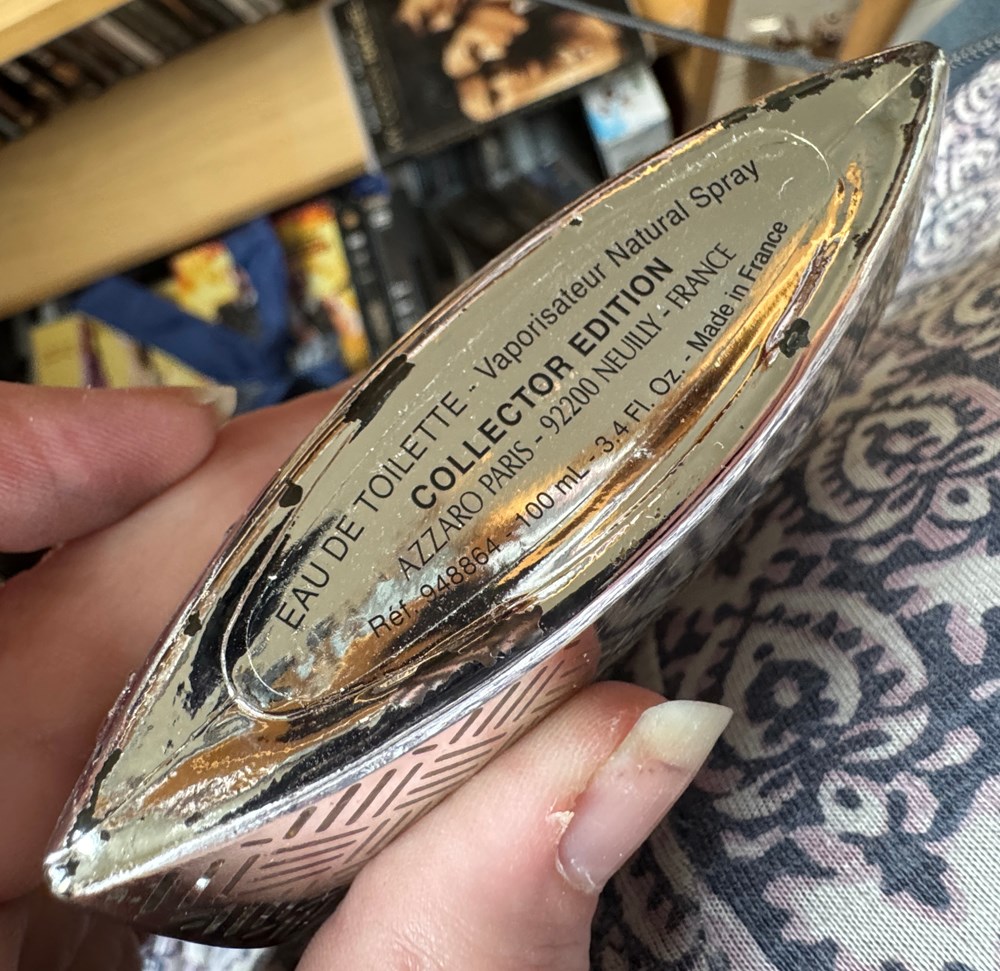 EAU DE TOILETTE - Vaporisateur Natural Spray
COLLECTOR EDITION
AZZARO PARIS - 92200 NEUILLY - FRANCE
Réf. 948864 - 100 mL - 3.4 Fl. Oz. - Made in France